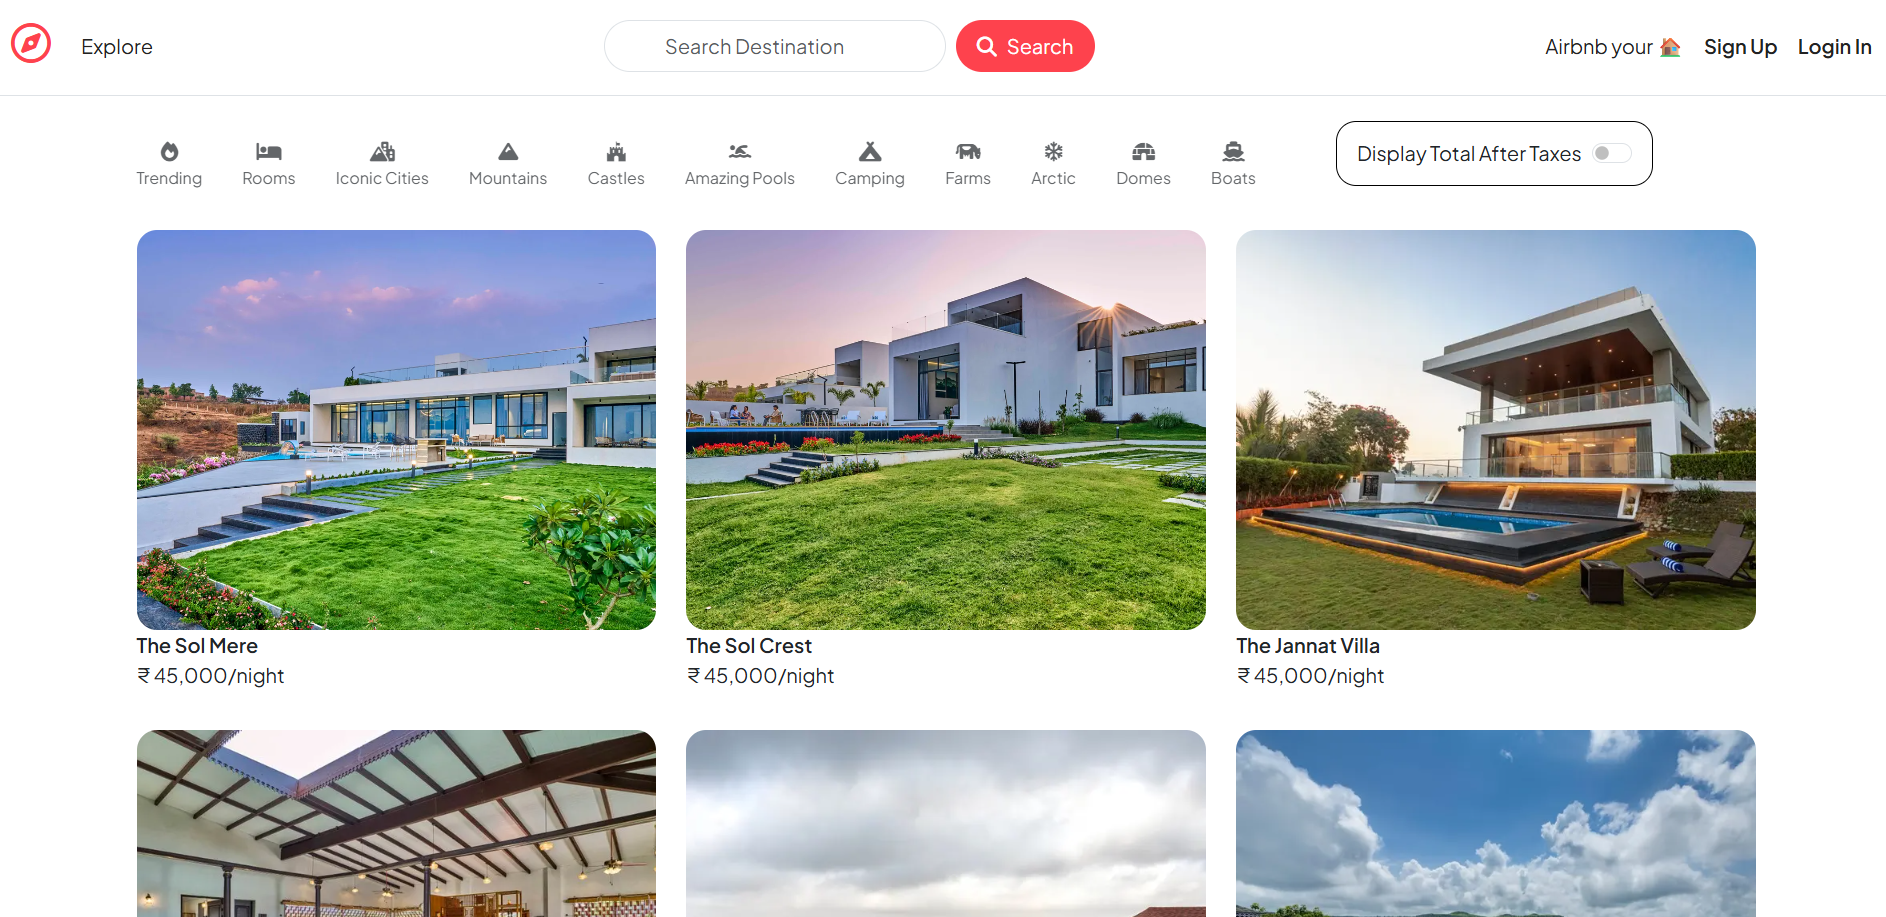 Explore
Search Destination
Search
Airbnb your
Sign Up
Login In
Trending
Rooms
Iconic Cities
Mountains
Castles
Amazing Pools
Camping
Farms
Arctic
Domes
Boats
Display Total After Taxes
The Sol Mere
₹ 45,000/night
The Sol Crest
₹ 45,000/night
The Jannat Villa
₹ 45,000/night